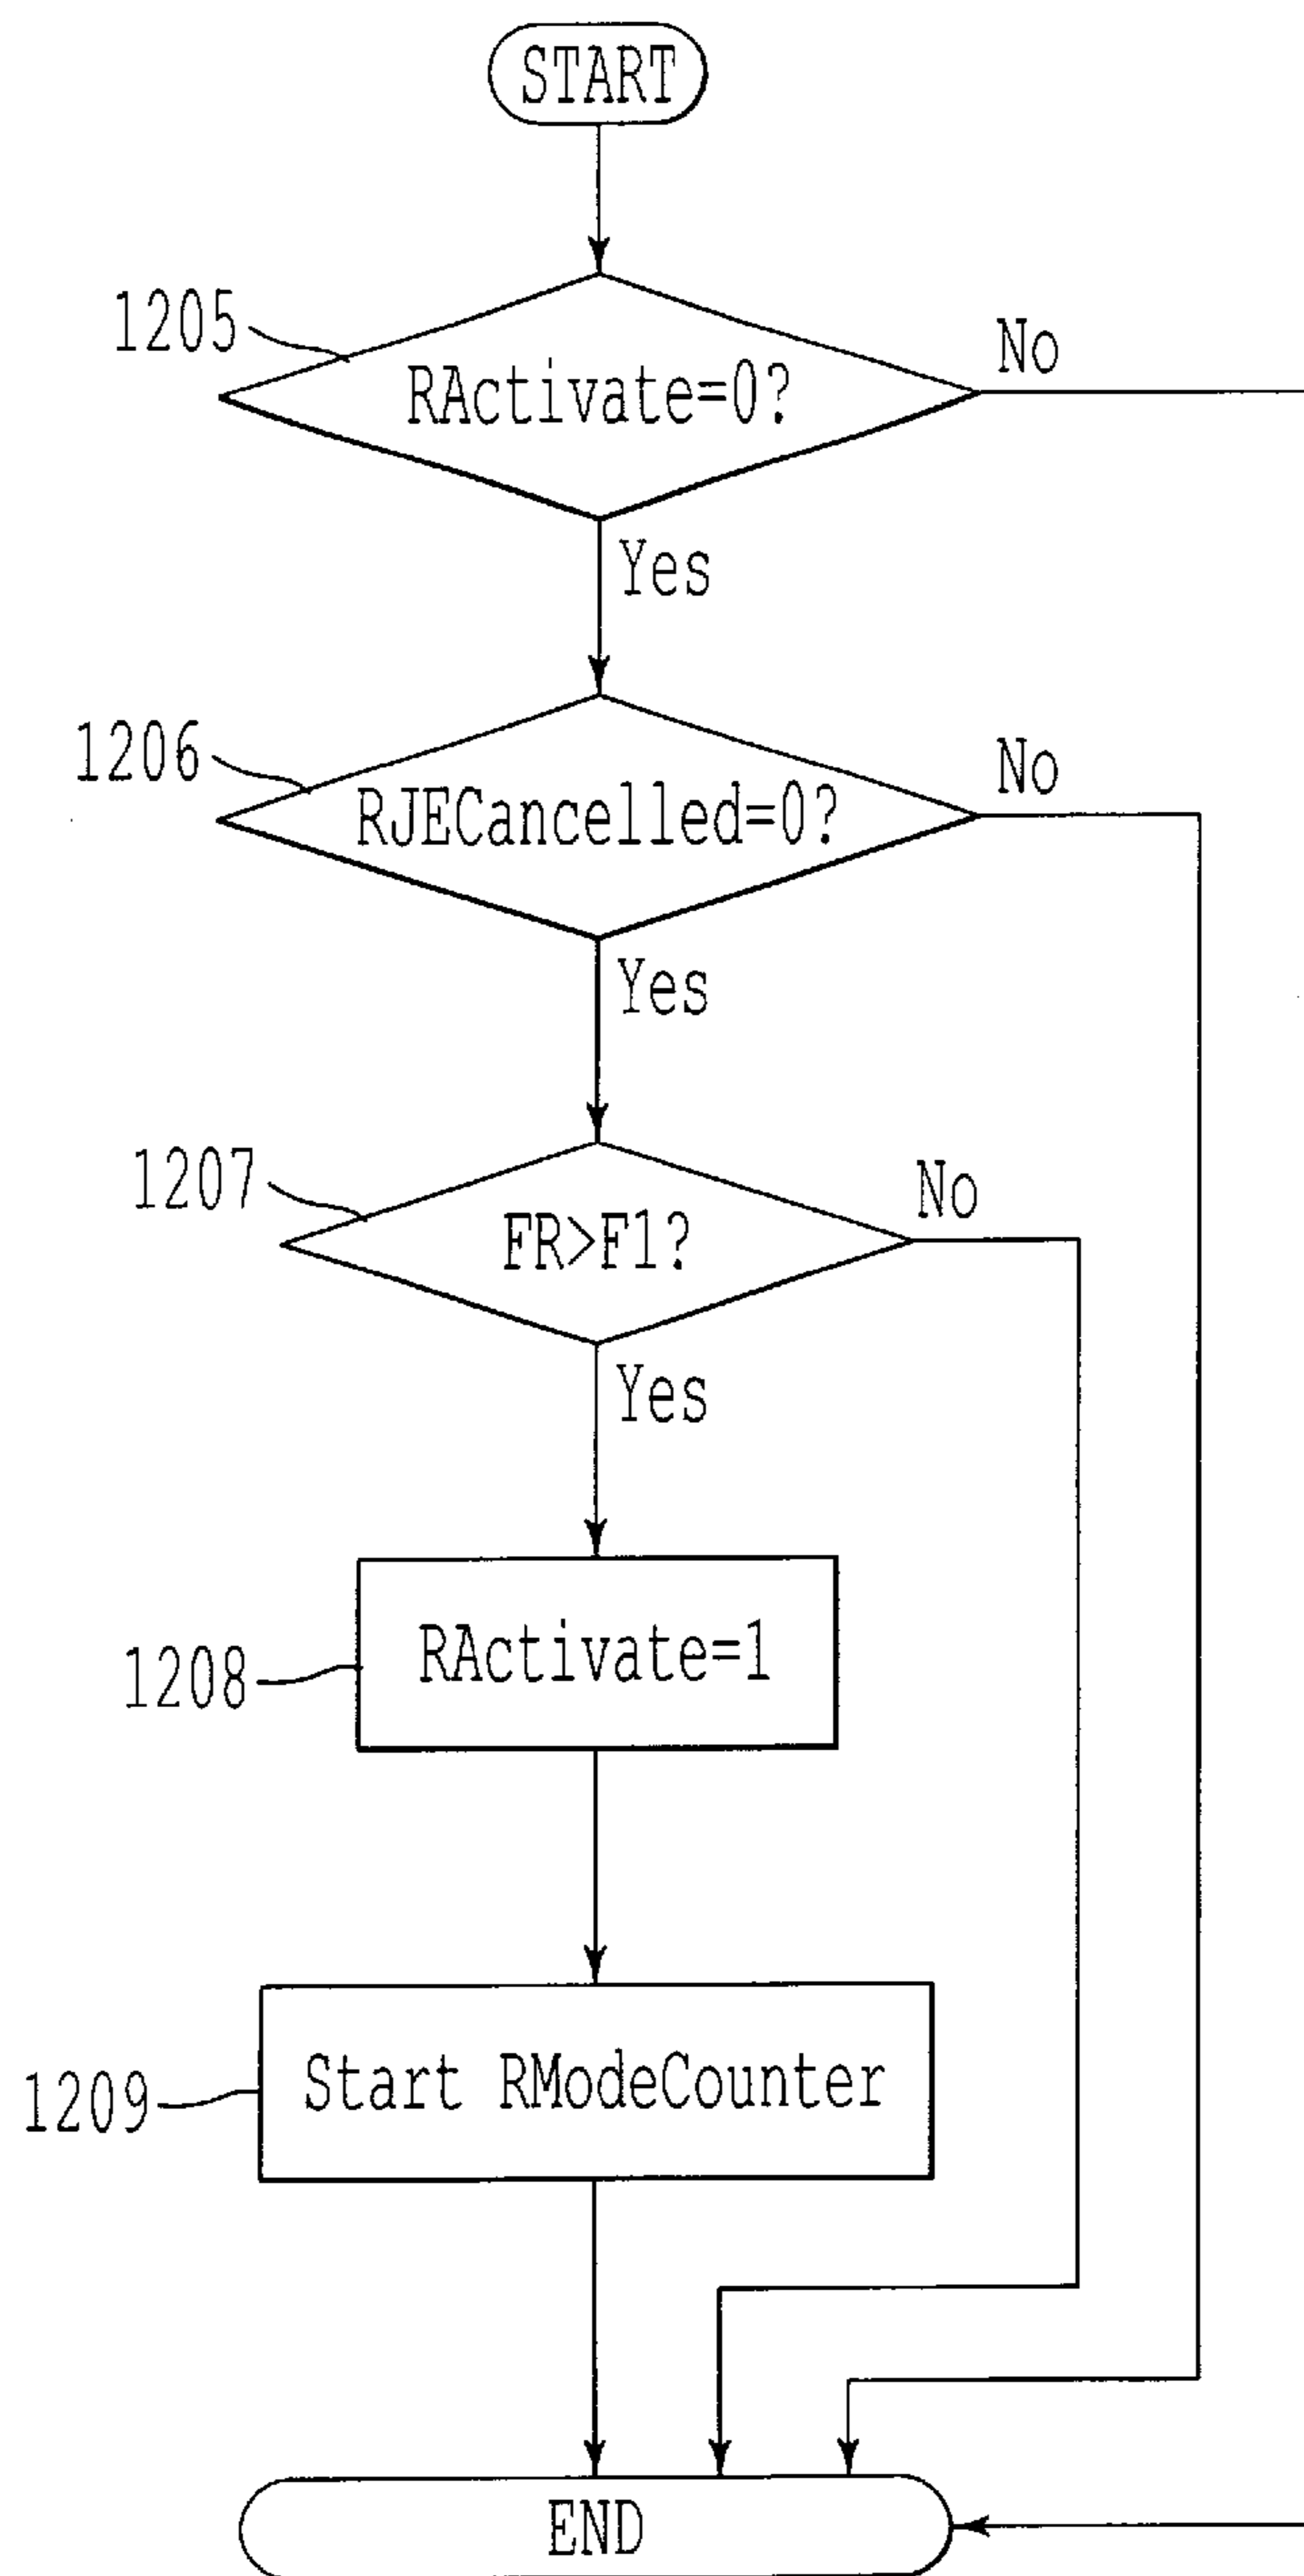 START
1205
RActivate=0?
No
Yes
1206
RJECancelled=0?
No
Yes
1207
FR>F1?
No
Yes
1208
RActivate=1
1209
Start RModeCounter
END